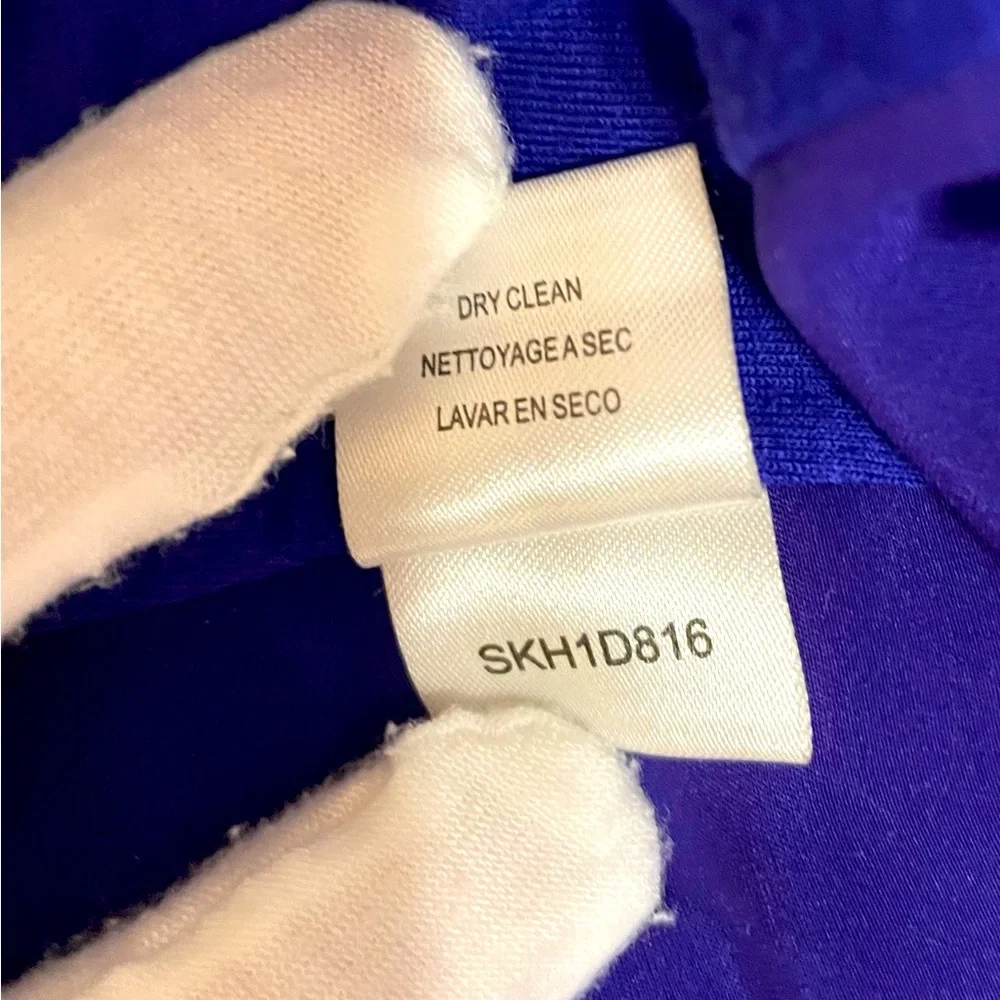 DRY CLEAN
NETTOYAGE A SEC
LAVAR EN SECO
SKH1D816